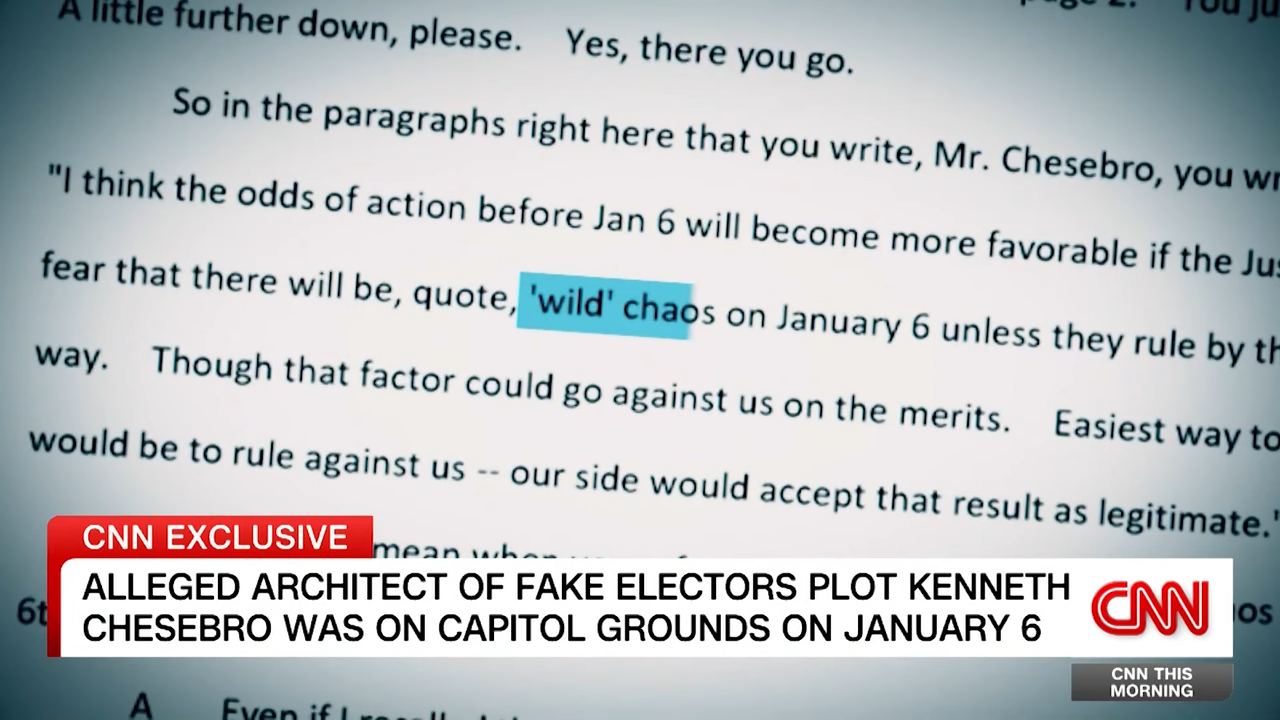 A little further down, please. Yes, there you go.
So in the paragraphs right here that you write, Mr. Chesebro, you
"I think the odds of action before Jan 6 will become more favorable if the
fear that there will be, quote, 'wild' chaos on January 6 unless they rule by
way. Though that factor could go against us on the merits. Easiest way to
would be to rule against us -- our side would accept that result as legitimate."
mean when
CNN EXCLUSIVE
ALLEGED ARCHITECT OF FAKE ELECTORS PLOT KENNETH
CHESEBRO WAS ON CAPITOL GROUNDS ON JANUARY 6
CNN
CNN THIS
MORNING
A Even if I